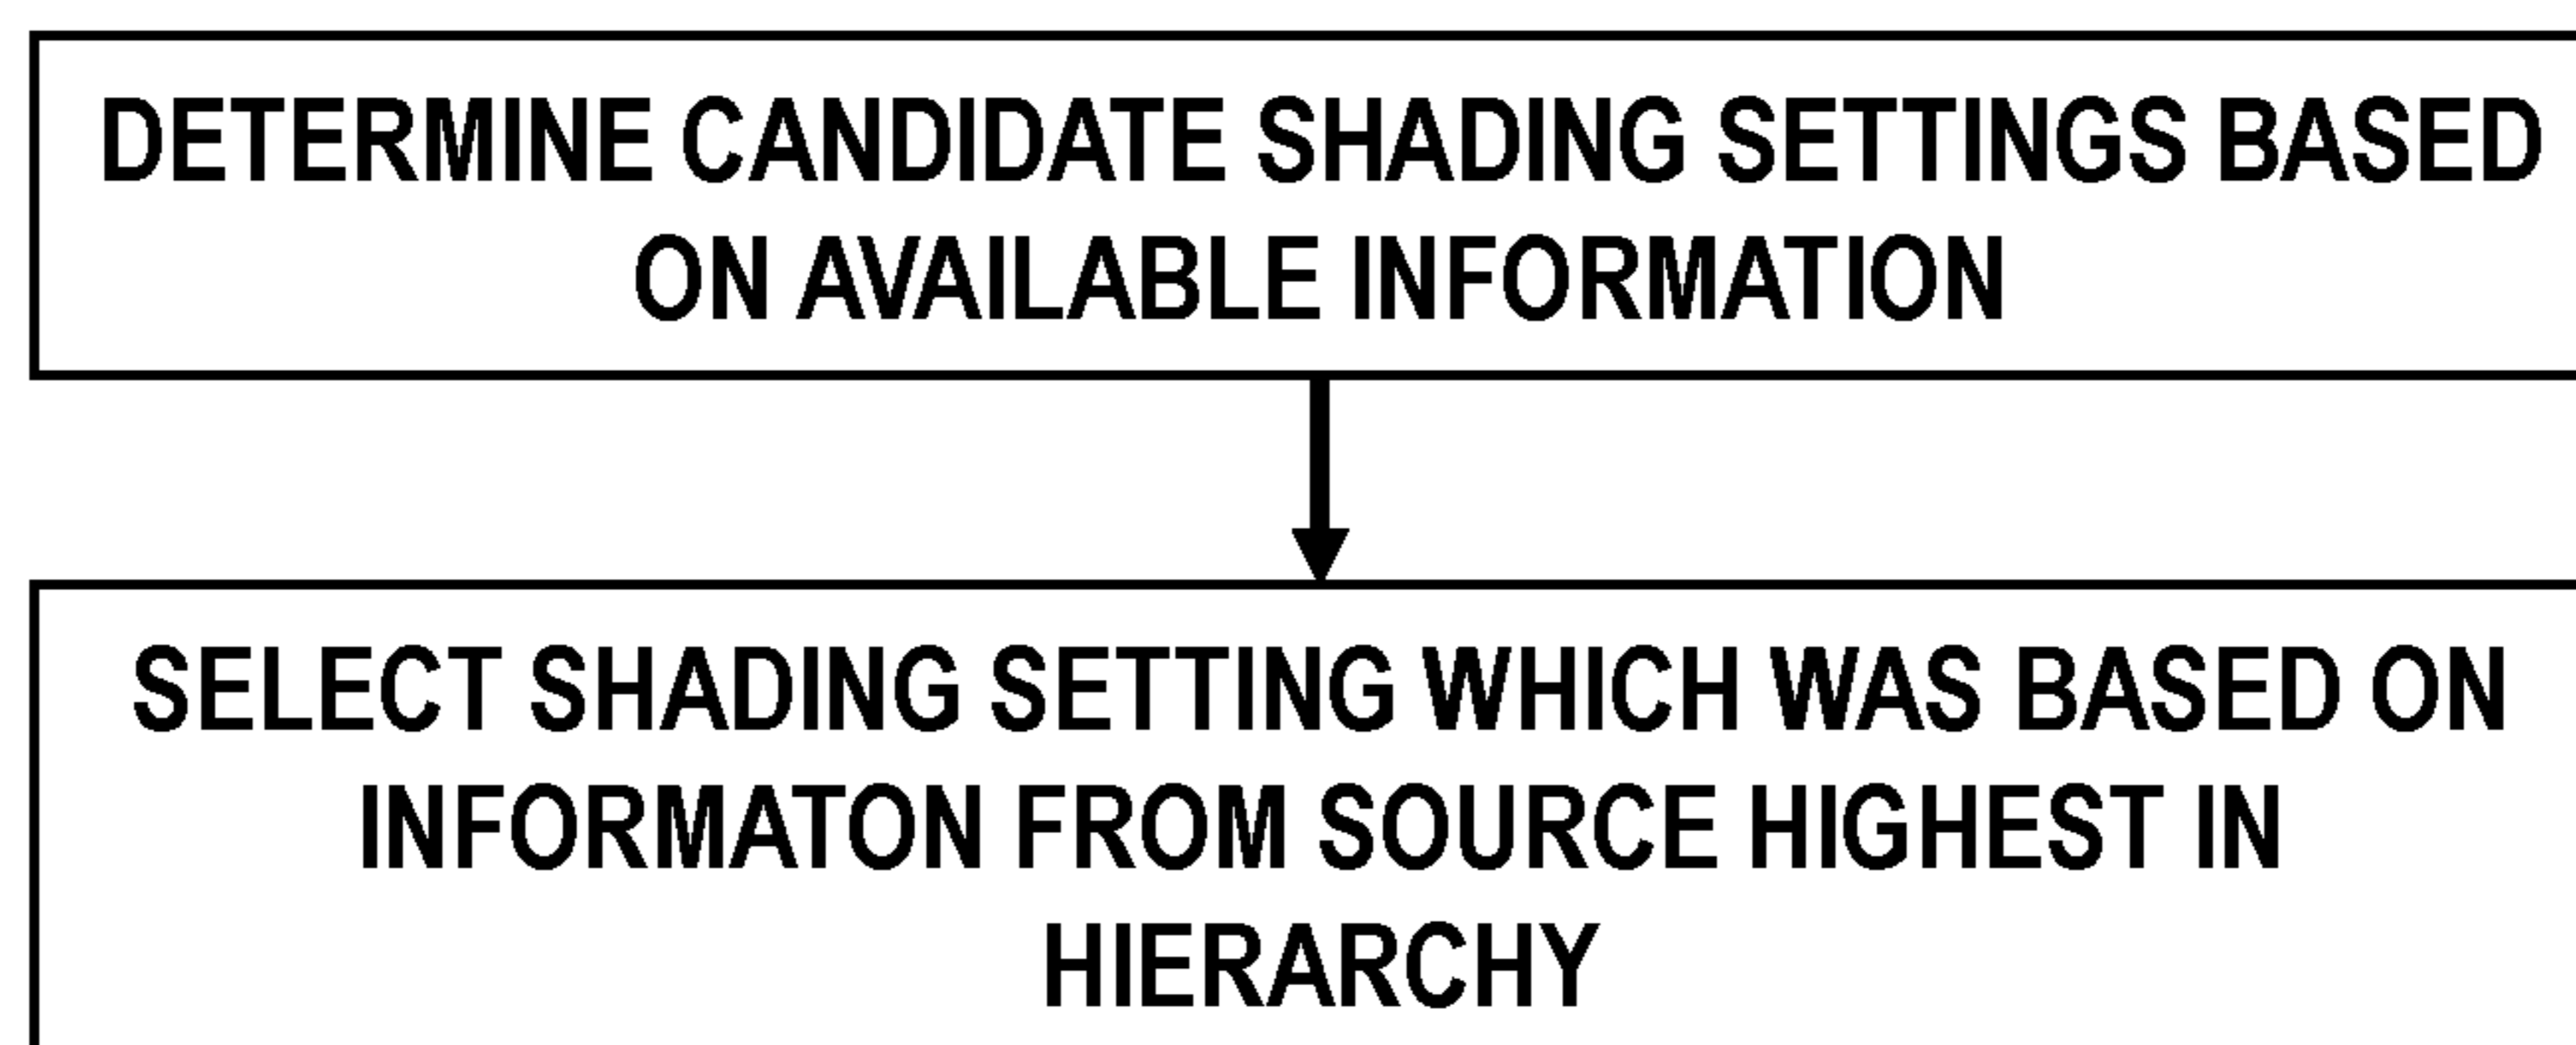 DETERMINE CANDIDATE SHADING SETTINGS BASED
ON AVAILABLE INFORMATION
SELECT SHADING SETTING WHICH WAS BASED ON
INFORMATON FROM SOURCE HIGHEST IN
HIERARCHY